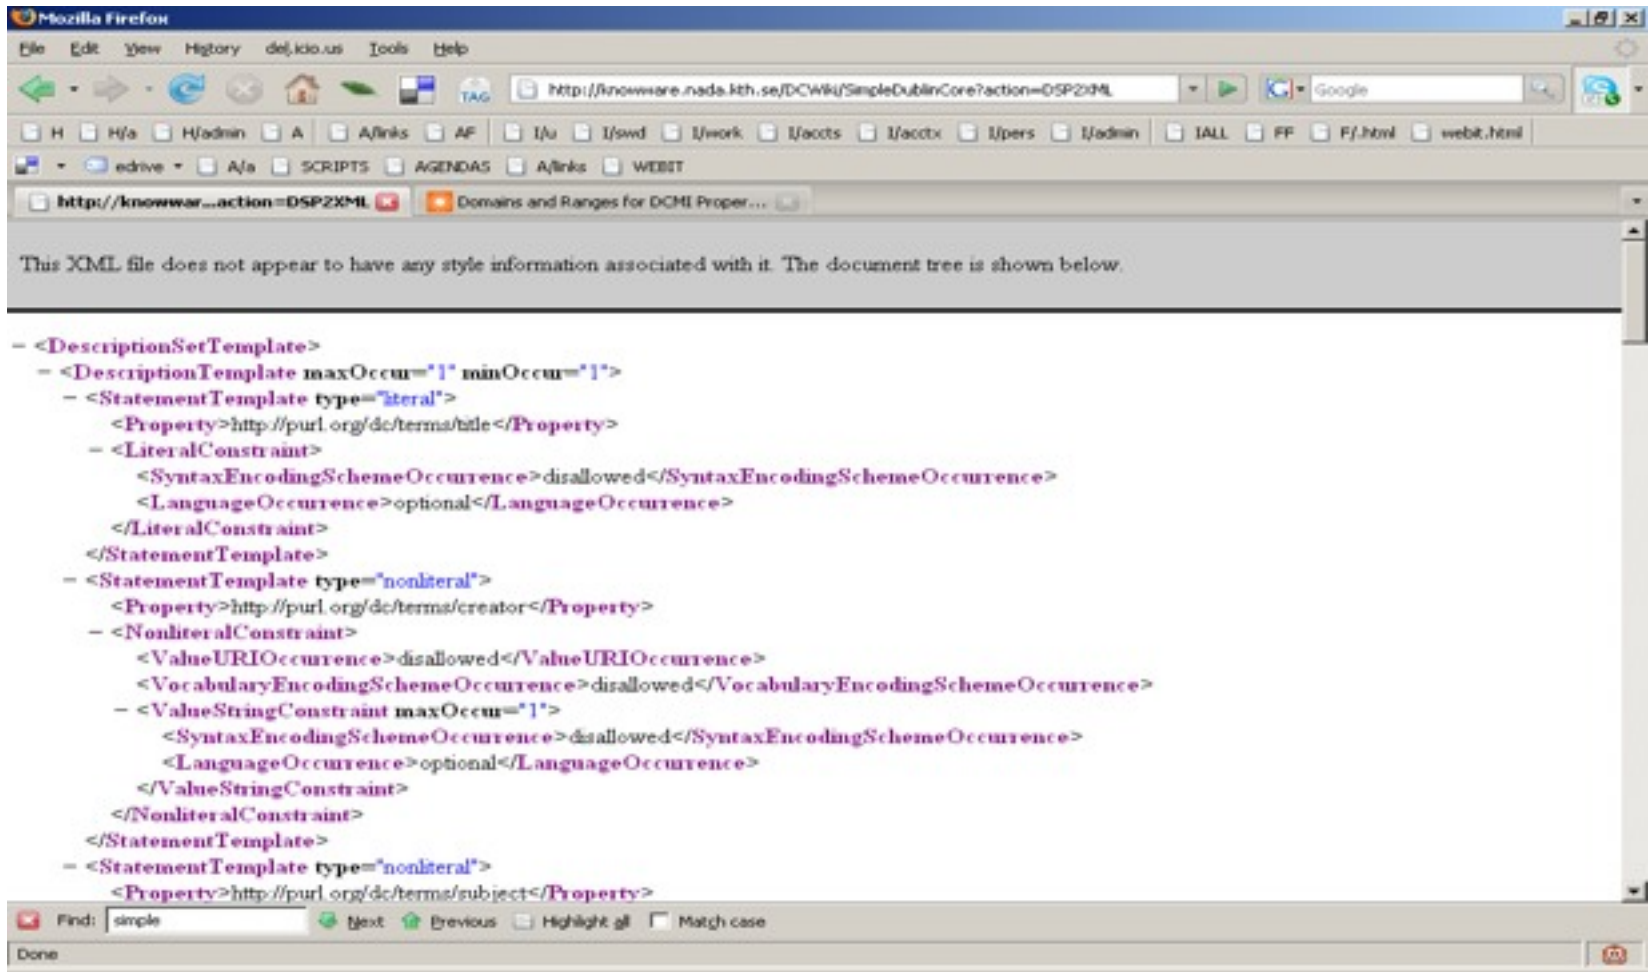 Mozilla Firefox
File Edit View History del.icio.us Tools Help
TAG http://knowware.nada.kth.se/DCWiki/SimpleDublinCore?action=DSP2XML Google
H H/a H/admin A A/links AF I/u I/swd I/work I/accts I/acctx I/pers I/admin IALL FF F/.html webit.html
edrive A/a SCRIPTS AGENDAS A/links WEBIT
http://knowwar...action=DSP2XML Domains and Ranges for DCMI Proper...
This XML file does not appear to have any style information associated with it. The document tree is shown below.
− <DescriptionSetTemplate>
− <DescriptionTemplate maxOccur="1" minOccur="1">
− <StatementTemplate type="literal">
<Property>http://purl.org/dc/terms/title</Property>
− <LiteralConstraint>
<SyntaxEncodingSchemeOccurrence>disallowed</SyntaxEncodingSchemeOccurrence>
<LanguageOccurrence>optional</LanguageOccurrence>
</LiteralConstraint>
</StatementTemplate>
− <StatementTemplate type="nonliteral">
<Property>http://purl.org/dc/terms/creator</Property>
− <NonliteralConstraint>
<ValueURIOccurrence>disallowed</ValueURIOccurrence>
<VocabularyEncodingSchemeOccurrence>disallowed</VocabularyEncodingSchemeOccurrence>
− <ValueStringConstraint maxOccur="1">
<SyntaxEncodingSchemeOccurrence>disallowed</SyntaxEncodingSchemeOccurrence>
<LanguageOccurrence>optional</LanguageOccurrence>
</ValueStringConstraint>
</NonliteralConstraint>
</StatementTemplate>
− <StatementTemplate type="nonliteral">
<Property>http://purl.org/dc/terms/subject</Property>
Find: simple Next Previous Highlight all Match case
Done